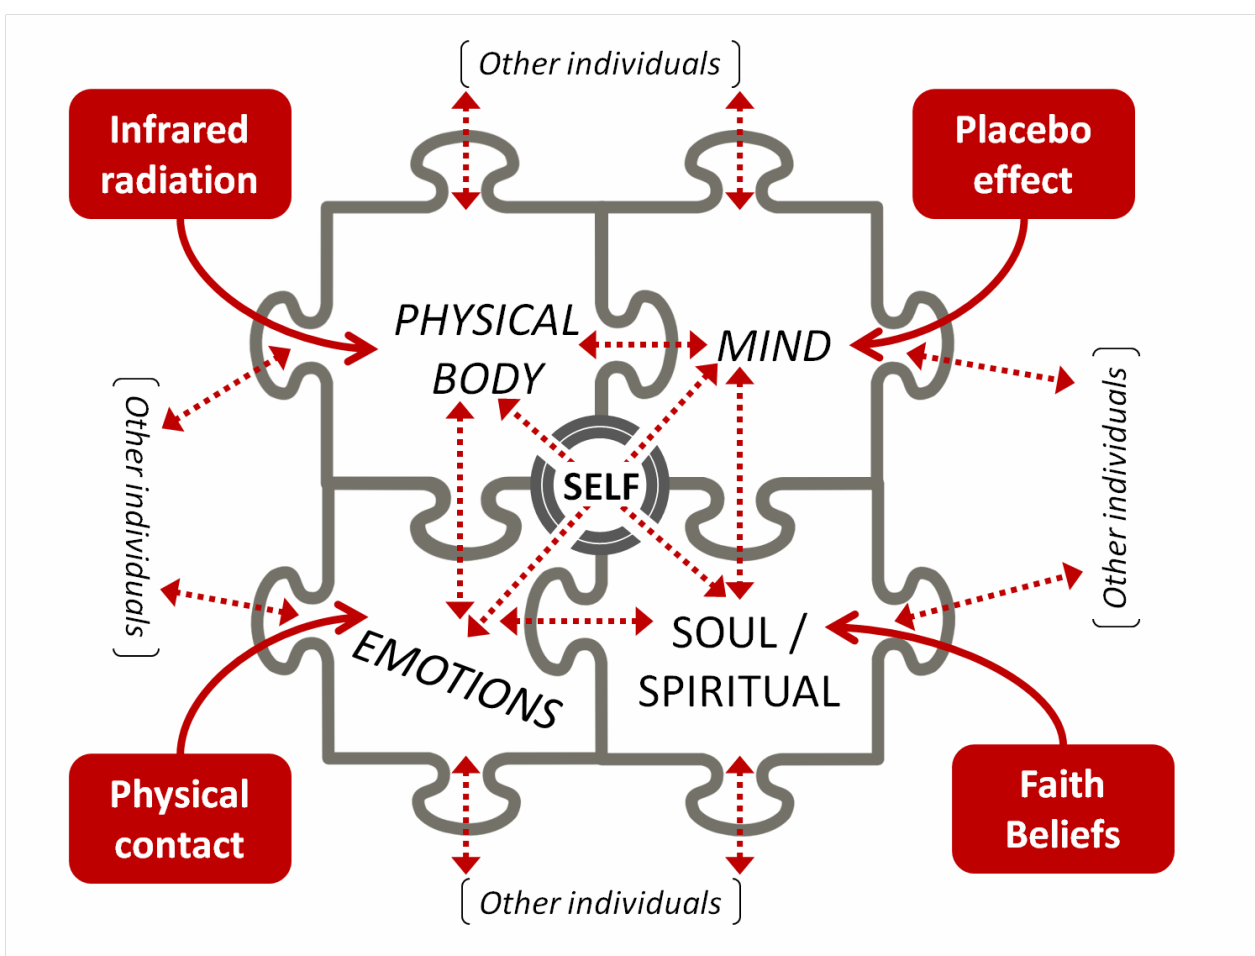 Other individuals
Infrared
radiation
Placebo
effect
PHYSICAL
BODY
MIND
Other individuals
Other individuals
SELF
EMOTIONS
SOUL /
SPIRITUAL
Physical
contact
Faith
Beliefs
Other individuals